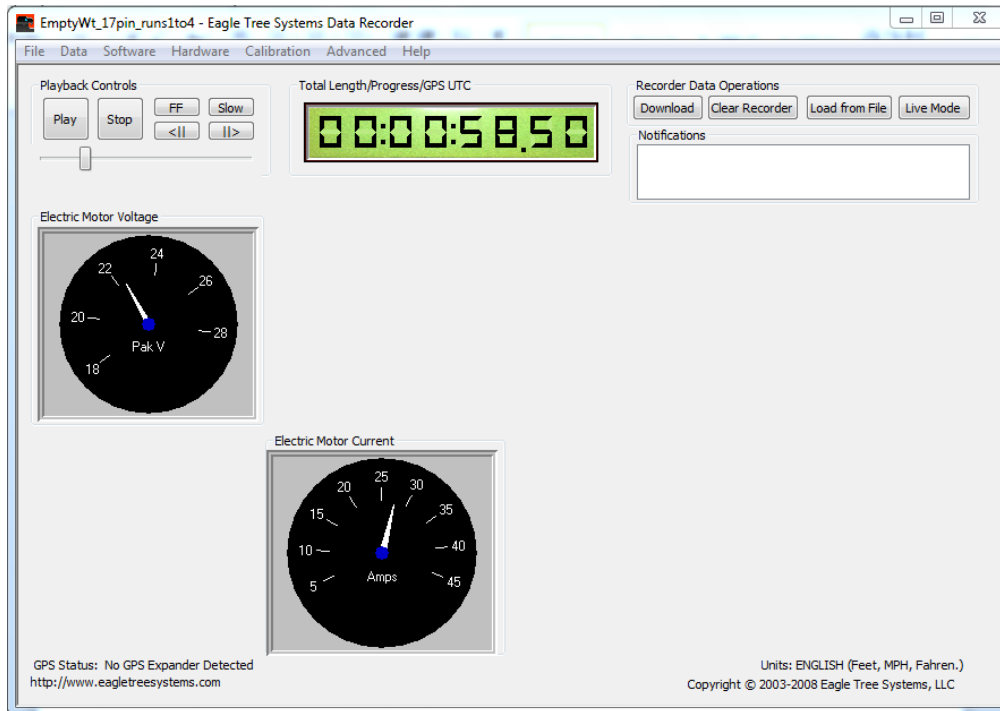 EmptyWt_17pin_runs1to4 - Eagle Tree Systems Data Recorder
File Data Software Hardware Calibration Advanced Help
Playback Controls
Play
Stop
FF
Slow
<||
||>
Total Length/Progress/GPS UTC
00:00:58.50
Recorder Data Operations
Download
Clear Recorder
Load from File
Live Mode
Notifications
Electric Motor Voltage
18
20
22
24
26
28
Pak V
Electric Motor Current
5
10
15
20
25
30
35
40
45
Amps
GPS Status: No GPS Expander Detected
http://www.eagletreesystems.com
Units: ENGLISH (Feet, MPH, Fahren.)
Copyright © 2003-2008 Eagle Tree Systems, LLC